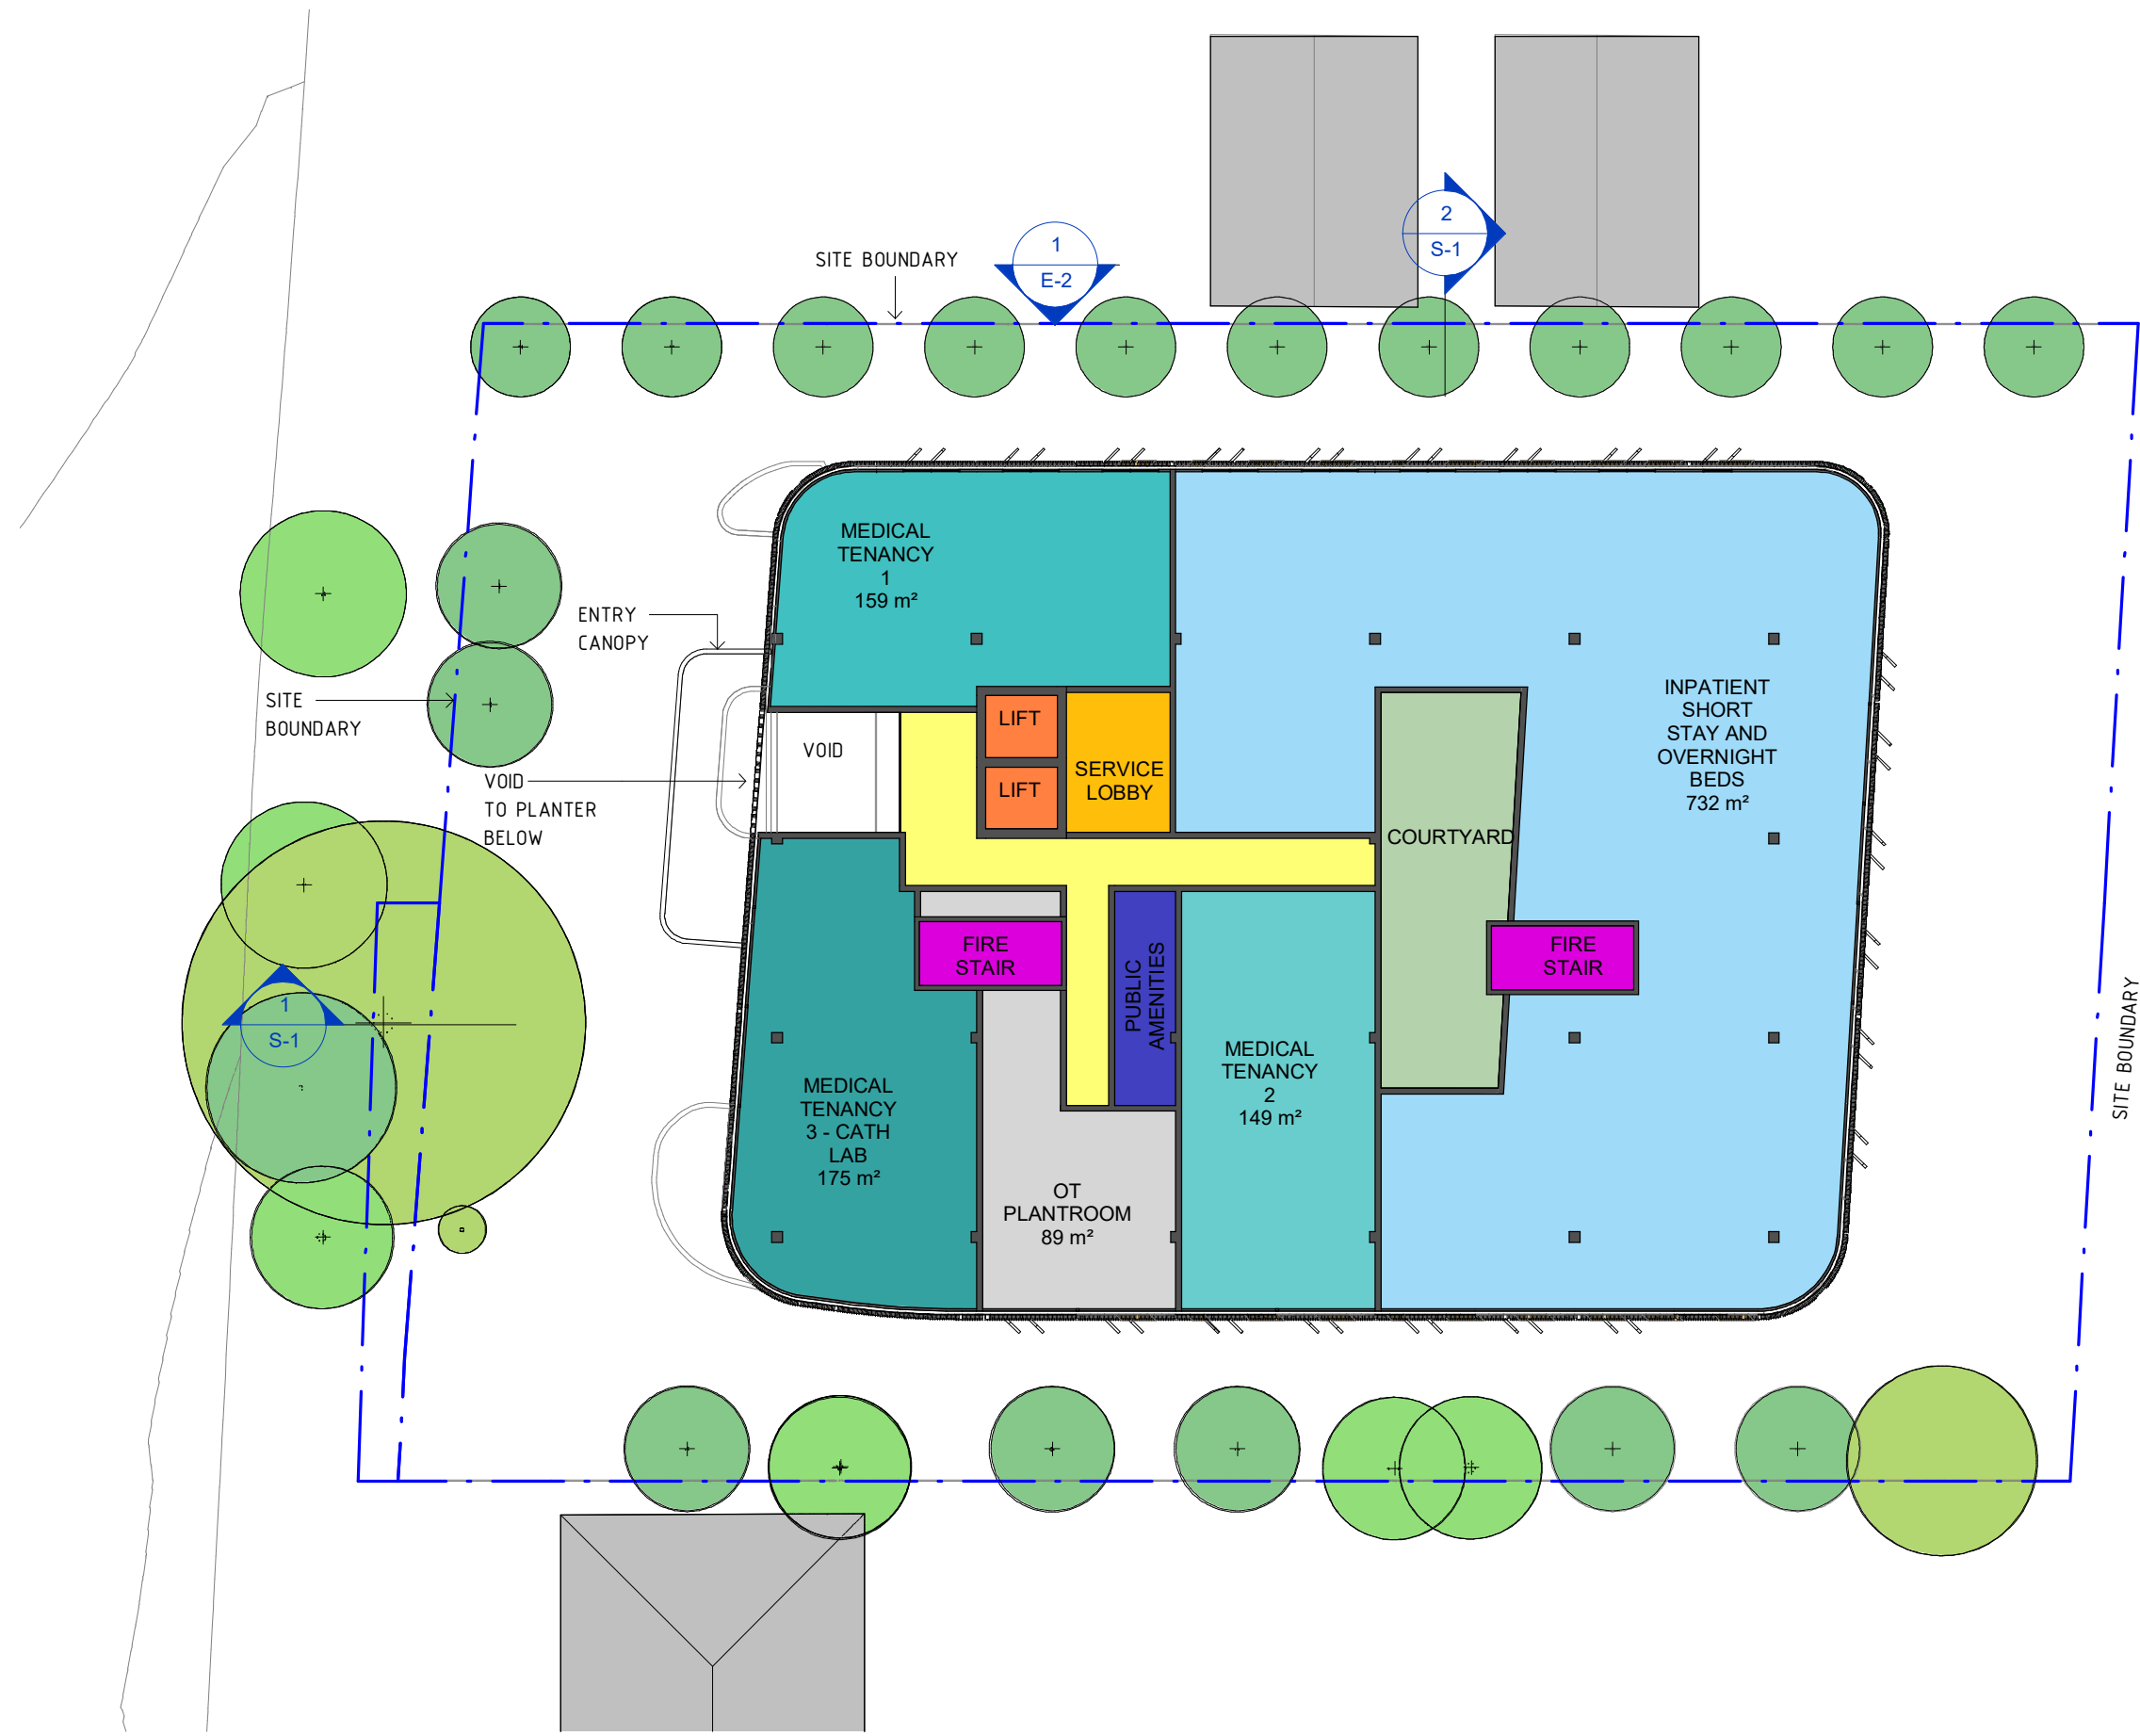 2
S-1
1
E-2
SITE BOUNDARY
MEDICAL
TENANCY
1
159 m²
ENTRY
CANOPY
SITE
BOUNDARY
VOID
TO PLANTER
BELOW
VOID
LIFT
LIFT
SERVICE
LOBBY
INPATIENT
SHORT
STAY AND
OVERNIGHT
BEDS
732 m²
COURTYARD
FIRE
STAIR
PUBLIC
AMENITIES
FIRE
STAIR
SITE BOUNDARY
1
S-1
MEDICAL
TENANCY
2
149 m²
MEDICAL
TENANCY
3 - CATH
LAB
175 m²
OT
PLANTROOM
89 m²